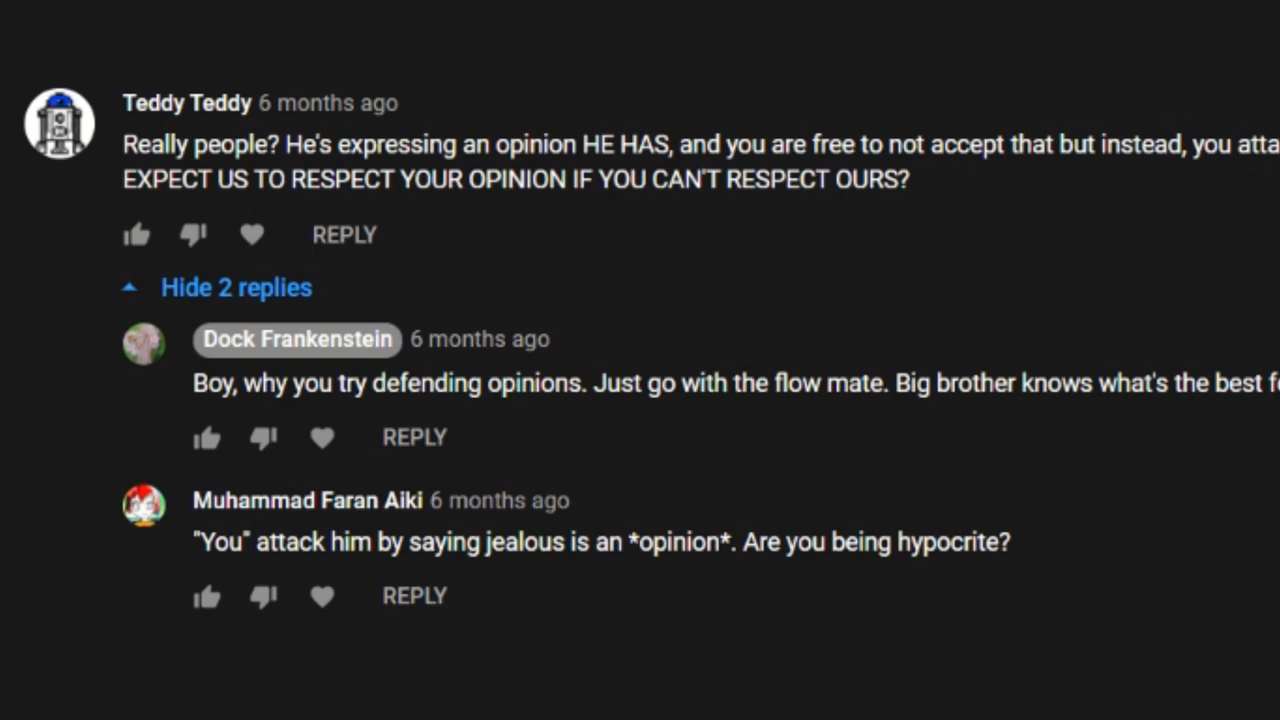 Teddy Teddy 6 months ago
Really people? He's expressing an opinion HE HAS, and you are free to not accept that but instead, you
EXPECT US TO RESPECT YOUR OPINION IF YOU CAN'T RESPECT OURS?
REPLY
Hide 2 replies
Dock Frankenstein 6 months ago
Boy, why you try defending opinions. Just go with the flow mate. Big brother knows what's the best
REPLY
Muhammad Faran Aiki 6 months ago
"You" attack him by saying jealous is an *opinion*. Are you being hypocrite?
REPLY